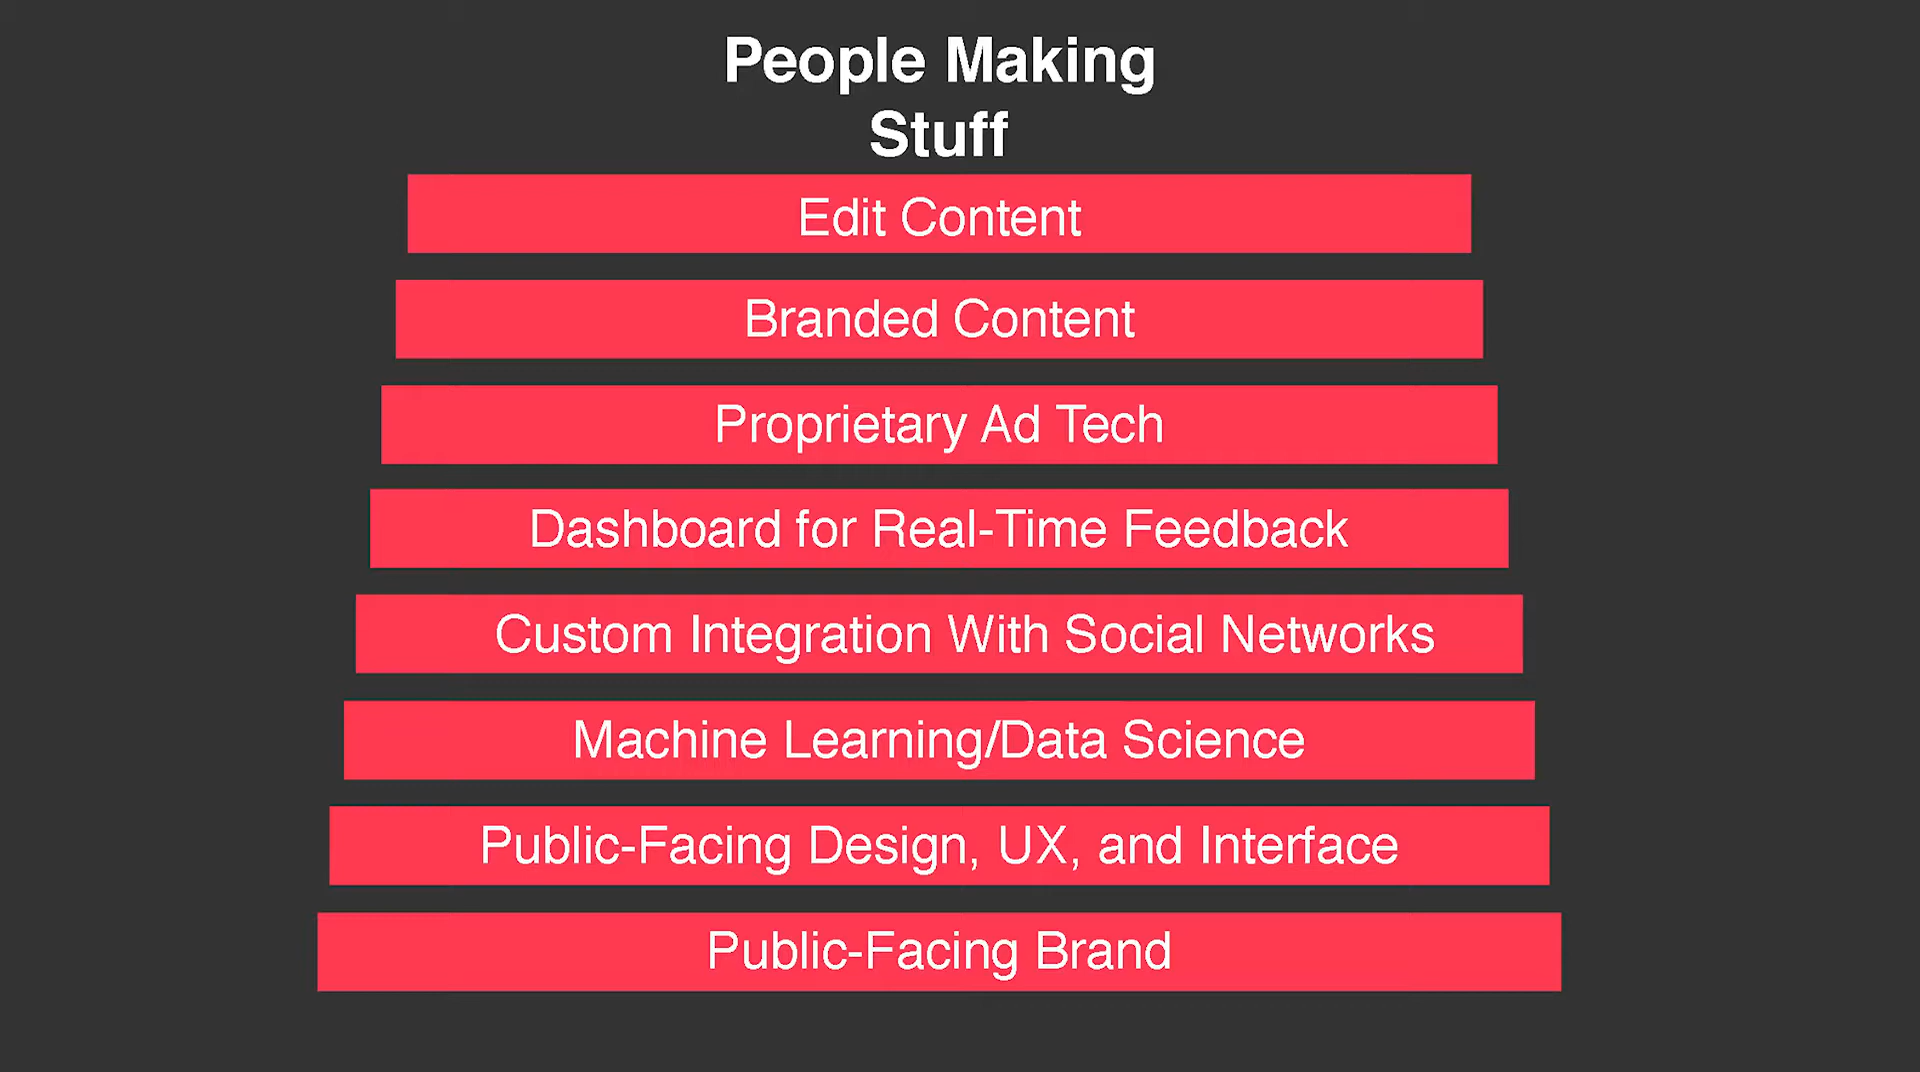 People Making
Stuff
Edit Content
Branded Content
Proprietary Ad Tech
Dashboard for Real-Time Feedback
Custom Integration With Social Networks
Machine Learning/Data Science
Public-Facing Design, UX, and Interface
Public-Facing Brand